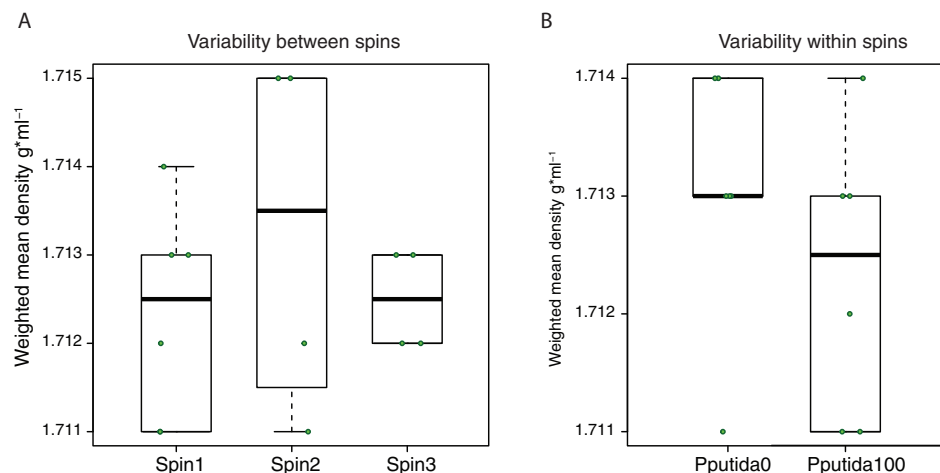 A
Variability between spins
Weighted mean density g*ml⁻¹
1.715
1.714
1.713
1.712
1.711
Spin1 Spin2 Spin3
B
Variability within spins
Weighted mean density g*ml⁻¹
1.714
1.713
1.712
1.711
Pputida0 Pputida100